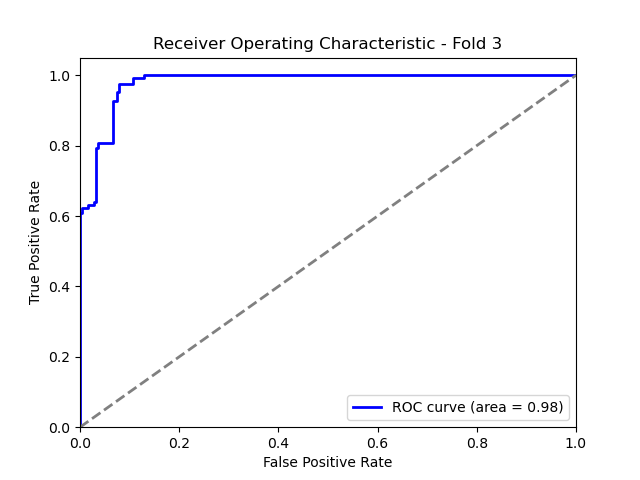 Receiver Operating Characteristic - Fold 3
1.0
0.8
0.6
0.4
0.2
0.0
True Positive Rate
ROC curve (area = 0.98)
0.0 0.2 0.4 0.6 0.8 1.0
False Positive Rate